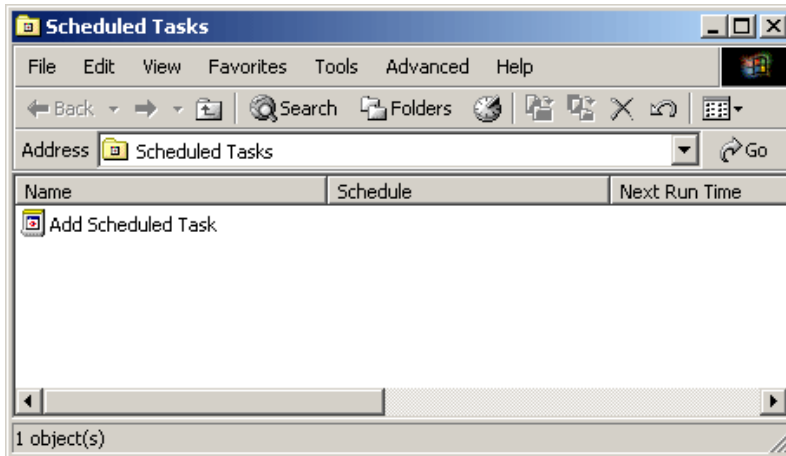 Scheduled Tasks
File Edit View Favorites Tools Advanced Help
Back Search Folders
Address Scheduled Tasks Go
Name Schedule Next Run Time
Add Scheduled Task
1 object(s)